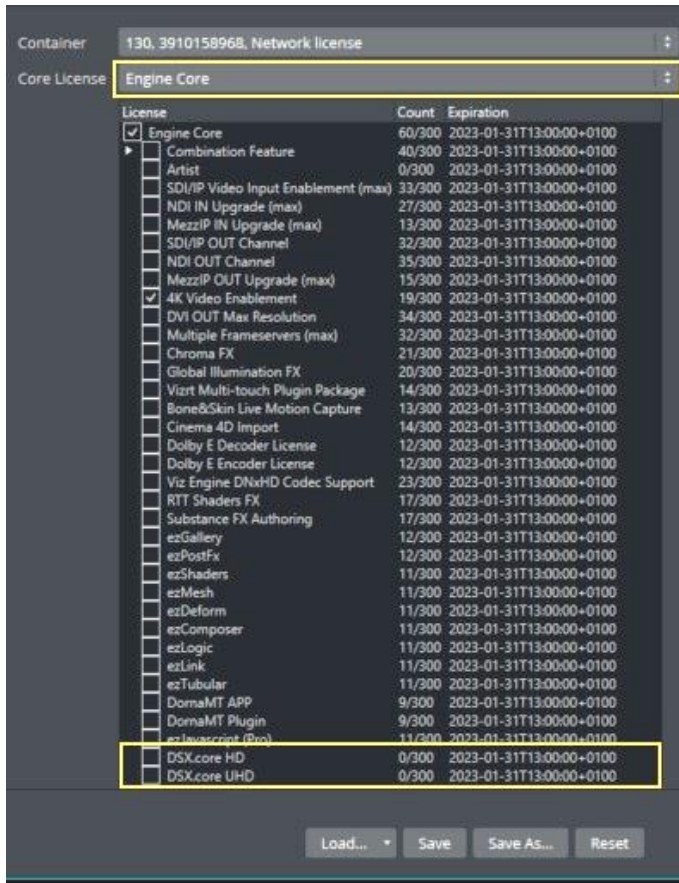 Container 130, 3910158968, Network license
Core License Engine Core
License Count Expiration
Engine Core 60/300 2023-01-31T13:00:00+0100
Combination Feature 40/300 2023-01-31T13:00:00+0100
Artist 0/300 2023-01-31T13:00:00+0100
SDI/IP Video Input Enablement (max) 33/300 2023-01-31T13:00:00+0100
NDI IN Upgrade (max) 27/300 2023-01-31T13:00:00+0100
MezzIP IN Upgrade (max) 13/300 2023-01-31T13:00:00+0100
SDI/IP OUT Channel 32/300 2023-01-31T13:00:00+0100
NDI OUT Channel 35/300 2023-01-31T13:00:00+0100
MezzIP OUT Upgrade (max) 15/300 2023-01-31T13:00:00+0100
4K Video Enablement 19/300 2023-01-31T13:00:00+0100
DVI OUT Max Resolution 34/300 2023-01-31T13:00:00+0100
Multiple Frameservers (max) 32/300 2023-01-31T13:00:00+0100
Chroma FX 21/300 2023-01-31T13:00:00+0100
Global Illumination FX 20/300 2023-01-31T13:00:00+0100
Vizrt Multi-touch Plugin Package 14/300 2023-01-31T13:00:00+0100
Bone&Skin Live Motion Capture 13/300 2023-01-31T13:00:00+0100
Cinema 4D Import 14/300 2023-01-31T13:00:00+0100
Dolby E Decoder License 12/300 2023-01-31T13:00:00+0100
Dolby E Encoder License 12/300 2023-01-31T13:00:00+0100
Viz Engine DNxHD Codec Support 23/300 2023-01-31T13:00:00+0100
RTT Shaders FX 17/300 2023-01-31T13:00:00+0100
Substance FX Authoring 17/300 2023-01-31T13:00:00+0100
ezGallery 12/300 2023-01-31T13:00:00+0100
ezPostFx 12/300 2023-01-31T13:00:00+0100
ezShaders 11/300 2023-01-31T13:00:00+0100
ezMesh 11/300 2023-01-31T13:00:00+0100
ezDeform 11/300 2023-01-31T13:00:00+0100
ezComposer 11/300 2023-01-31T13:00:00+0100
ezLogic 11/300 2023-01-31T13:00:00+0100
ezLink 11/300 2023-01-31T13:00:00+0100
ezTubular 11/300 2023-01-31T13:00:00+0100
DornaMT APP 9/300 2023-01-31T13:00:00+0100
DornaMT Plugin 9/300 2023-01-31T13:00:00+0100
ezJavascript (Pro) 11/300 2023-01-31T13:00:00+0100
DSX.core HD 0/300 2023-01-31T13:00:00+0100
DSX.core UHD 0/300 2023-01-31T13:00:00+0100
Load... Save Save As... Reset